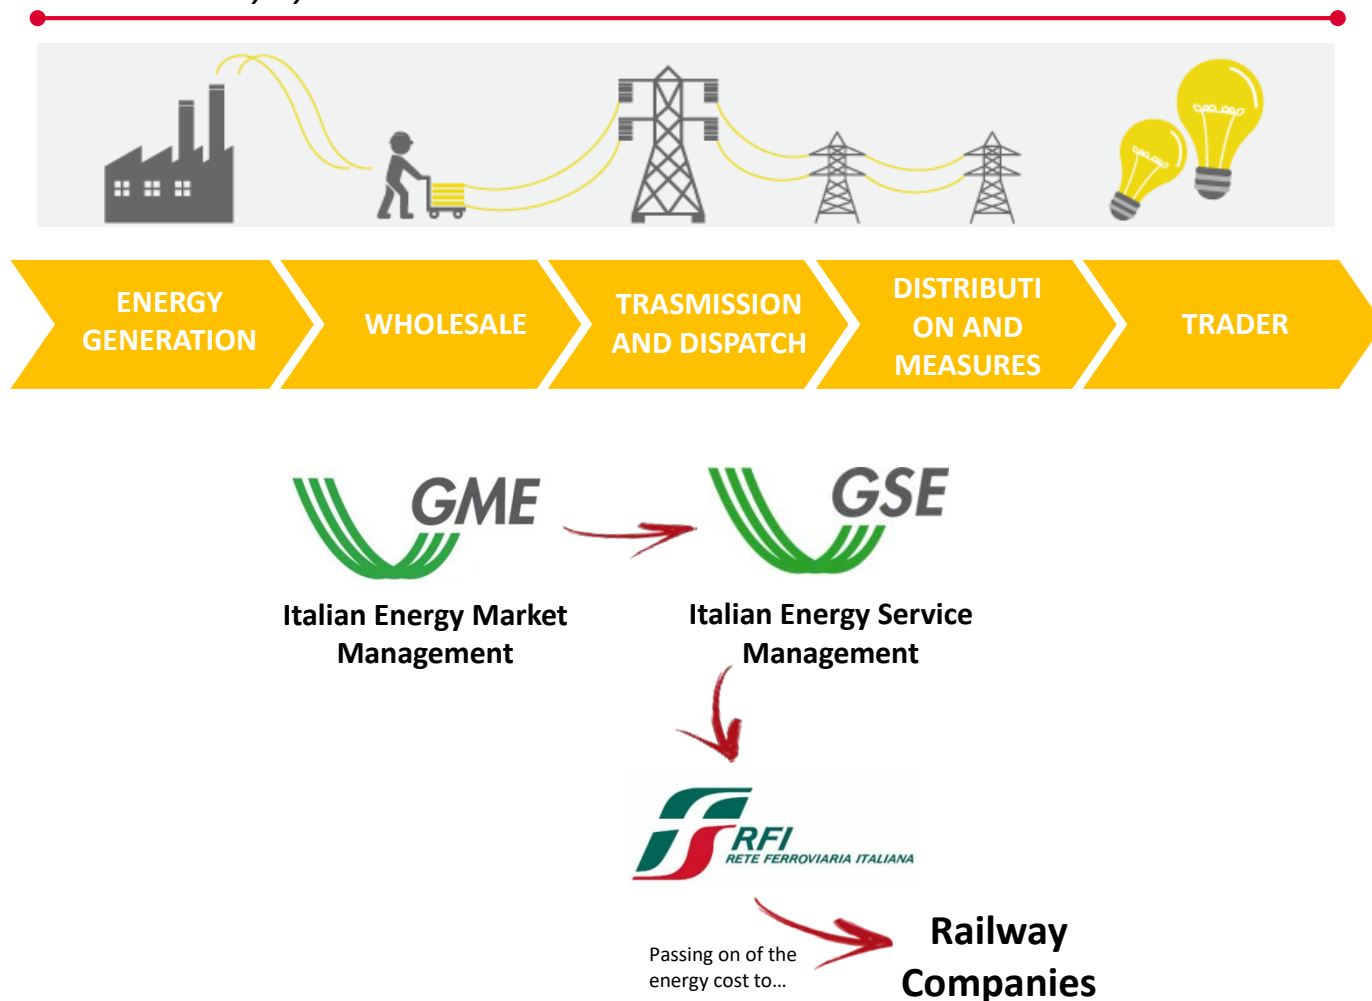 ENERGY
GENERATION
WHOLESALE
TRASMISSION
AND DISPATCH
DISTRIBUTI
ON AND
MEASURES
TRADER
GME
GSE
Italian Energy Market
Management
Italian Energy Service
Management
RFI
RETE FERROVIARIA ITALIANA
Passing on of the
energy cost to...
Railway
Companies